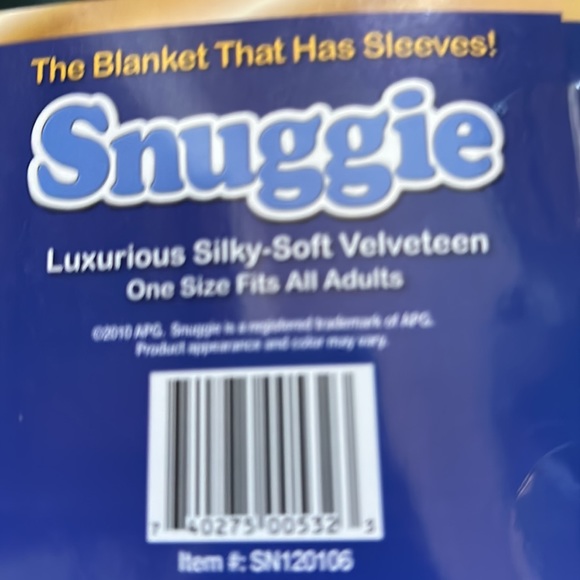 The Blanket That Has Sleeves!
Snuggie
Luxurious Silky-Soft Velveteen
One Size Fits All Adults
©2010 APG. Snuggie is a registered trademark of APG.
Product appearance and color may vary.
7 40275 00532 3
Item #: SN120106